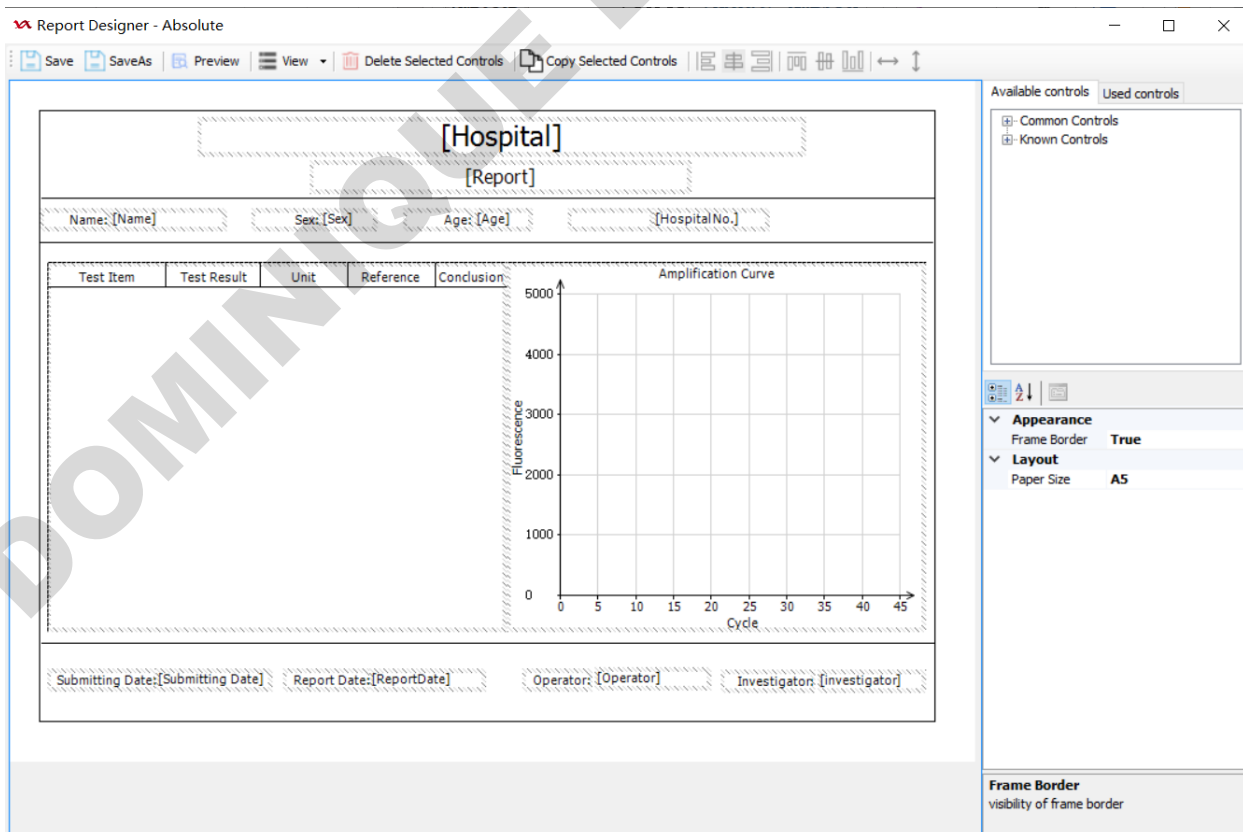 Report Designer - Absolute
Save SaveAs Preview View Delete Selected Controls Copy Selected Controls
Available controls Used controls
Common Controls
Known Controls
[Hospital]
[Report]
Name: [Name] Sex: [Sex] Age: [Age] [HospitalNo.]
Test Item Test Result Unit Reference Conclusion
Amplification Curve
5000
4000
3000
2000
1000
0
Fluorescence
0 5 10 15 20 25 30 35 40 45
Cycle
Submitting Date: [Submitting Date] Report Date: [ReportDate] Operator: [Operator] Investigator: [investigator]
Appearance
Frame Border True
Layout
Paper Size A5
Frame Border
visibility of frame border
DOMINIQUE